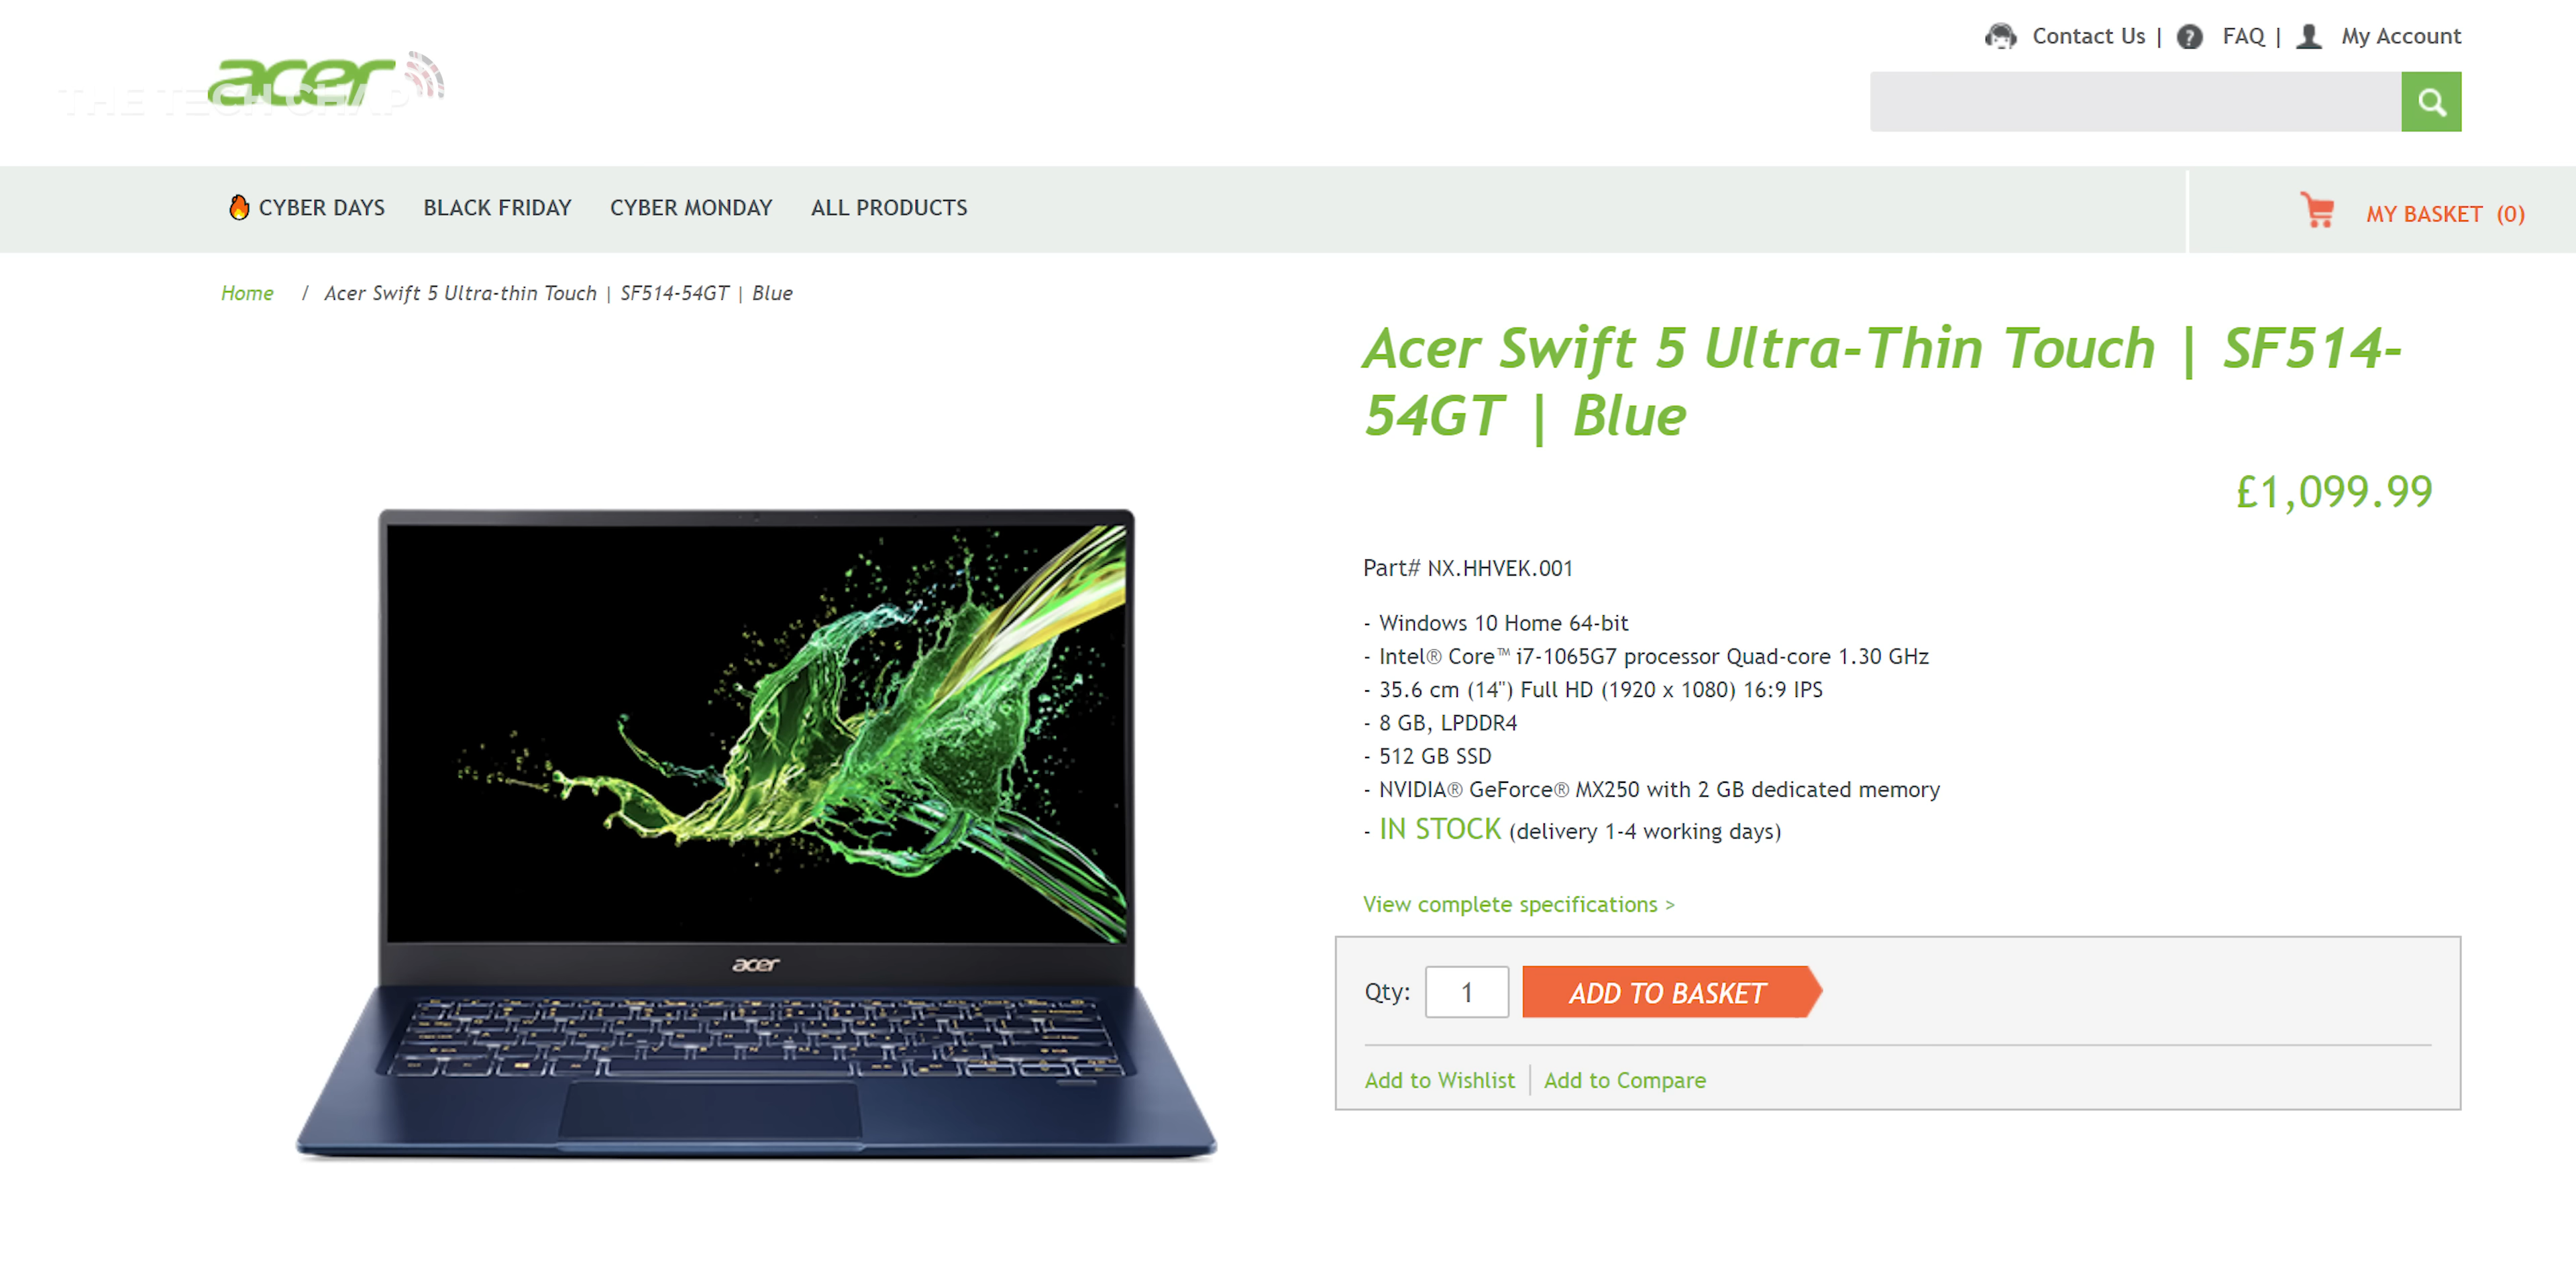 Contact Us | ? FAQ | My Account
acer
THE TECH CHAP
CYBER DAYS BLACK FRIDAY CYBER MONDAY ALL PRODUCTS
MY BASKET (0)
Home / Acer Swift 5 Ultra-thin Touch | SF514-54GT | Blue
Acer Swift 5 Ultra-Thin Touch | SF514-
54GT | Blue
£1,099.99
Part# NX.HHVEK.001
- Windows 10 Home 64-bit
- Intel® Core™ i7-1065G7 processor Quad-core 1.30 GHz
- 35.6 cm (14") Full HD (1920 x 1080) 16:9 IPS
- 8 GB, LPDDR4
- 512 GB SSD
- NVIDIA® GeForce® MX250 with 2 GB dedicated memory
- IN STOCK (delivery 1-4 working days)
View complete specifications >
acer
Qty: 1 ADD TO BASKET
Add to Wishlist | Add to Compare